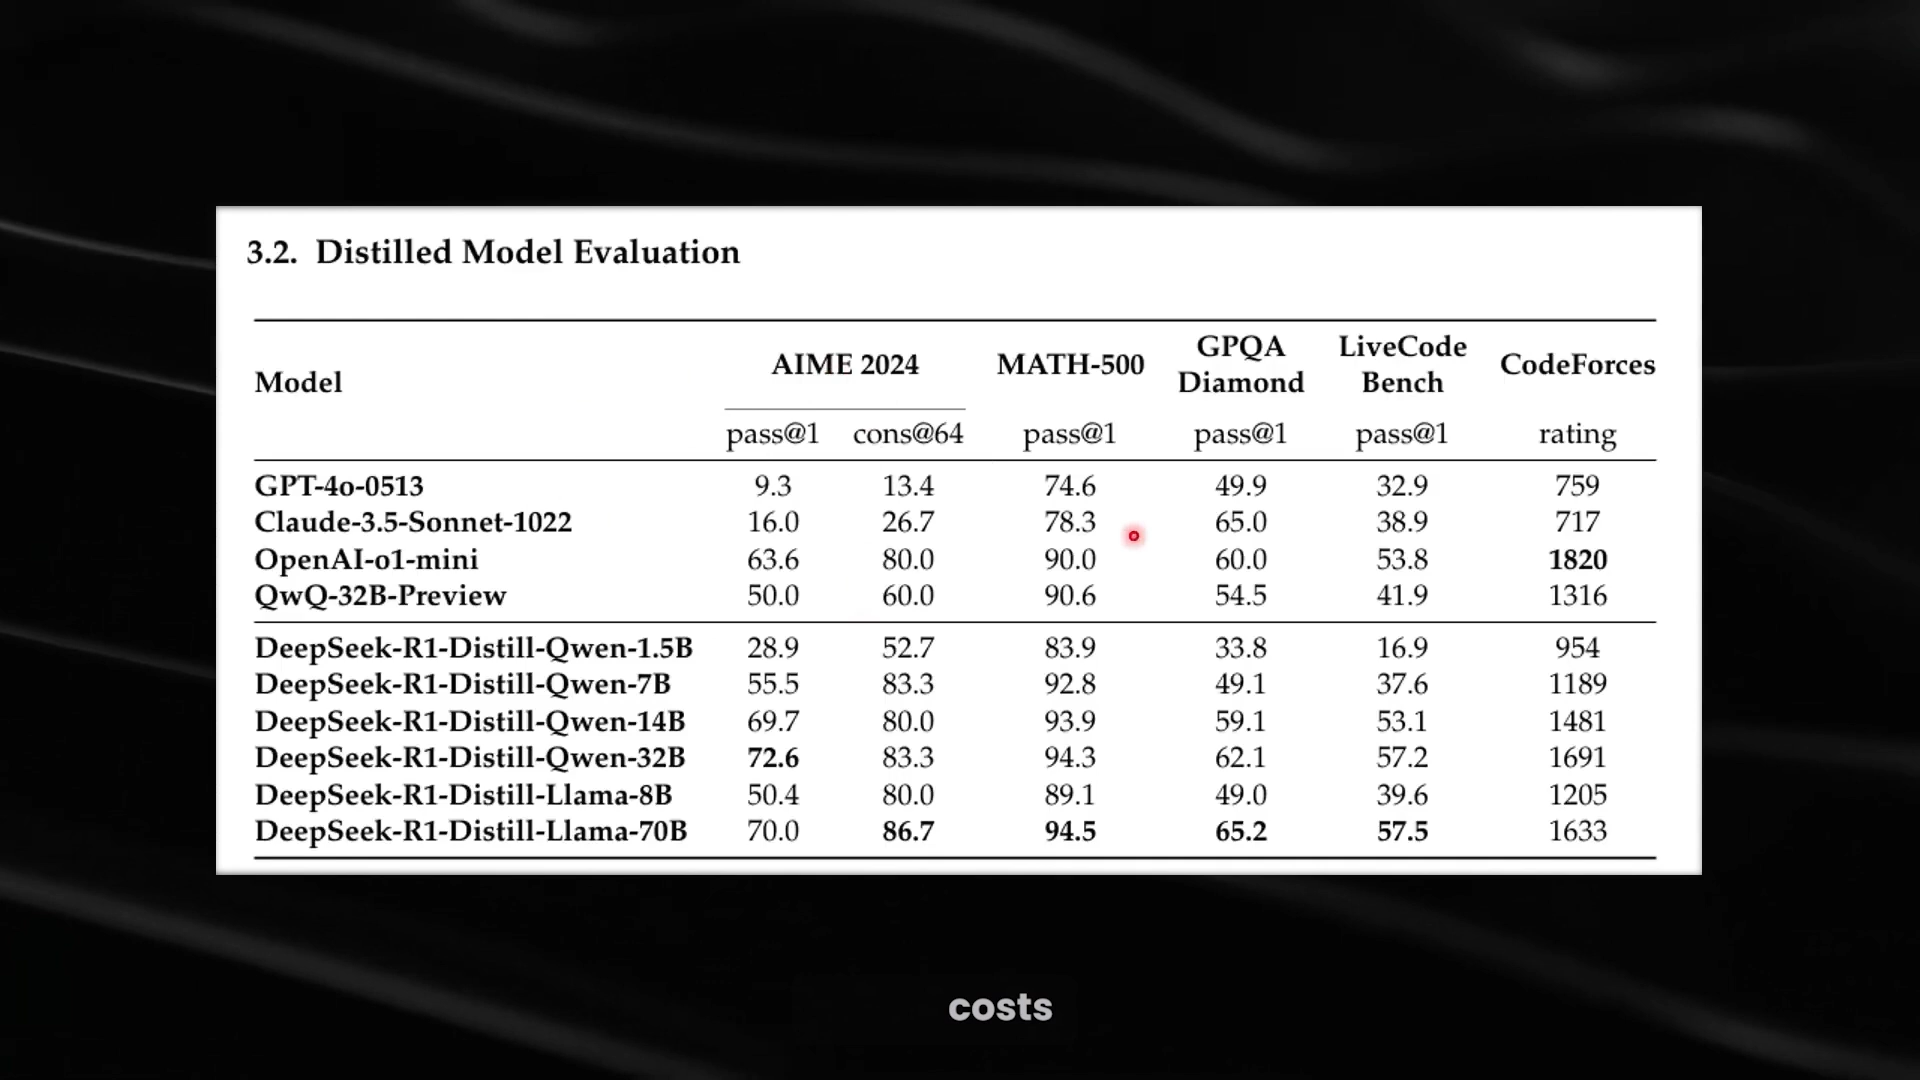 3.2. Distilled Model Evaluation
Model AIME 2024 MATH-500 GPQA Diamond LiveCode Bench CodeForces
pass@1 cons@64 pass@1 pass@1 pass@1 rating
GPT-4o-0513 9.3 13.4 74.6 49.9 32.9 759
Claude-3.5-Sonnet-1022 16.0 26.7 78.3 65.0 38.9 717
OpenAI-o1-mini 63.6 80.0 90.0 60.0 53.8 1820
QwQ-32B-Preview 50.0 60.0 90.6 54.5 41.9 1316
DeepSeek-R1-Distill-Qwen-1.5B 28.9 52.7 83.9 33.8 16.9 954
DeepSeek-R1-Distill-Qwen-7B 55.5 83.3 92.8 49.1 37.6 1189
DeepSeek-R1-Distill-Qwen-14B 69.7 80.0 93.9 59.1 53.1 1481
DeepSeek-R1-Distill-Qwen-32B 72.6 83.3 94.3 62.1 57.2 1691
DeepSeek-R1-Distill-Llama-8B 50.4 80.0 89.1 49.0 39.6 1205
DeepSeek-R1-Distill-Llama-70B 70.0 86.7 94.5 65.2 57.5 1633
costs